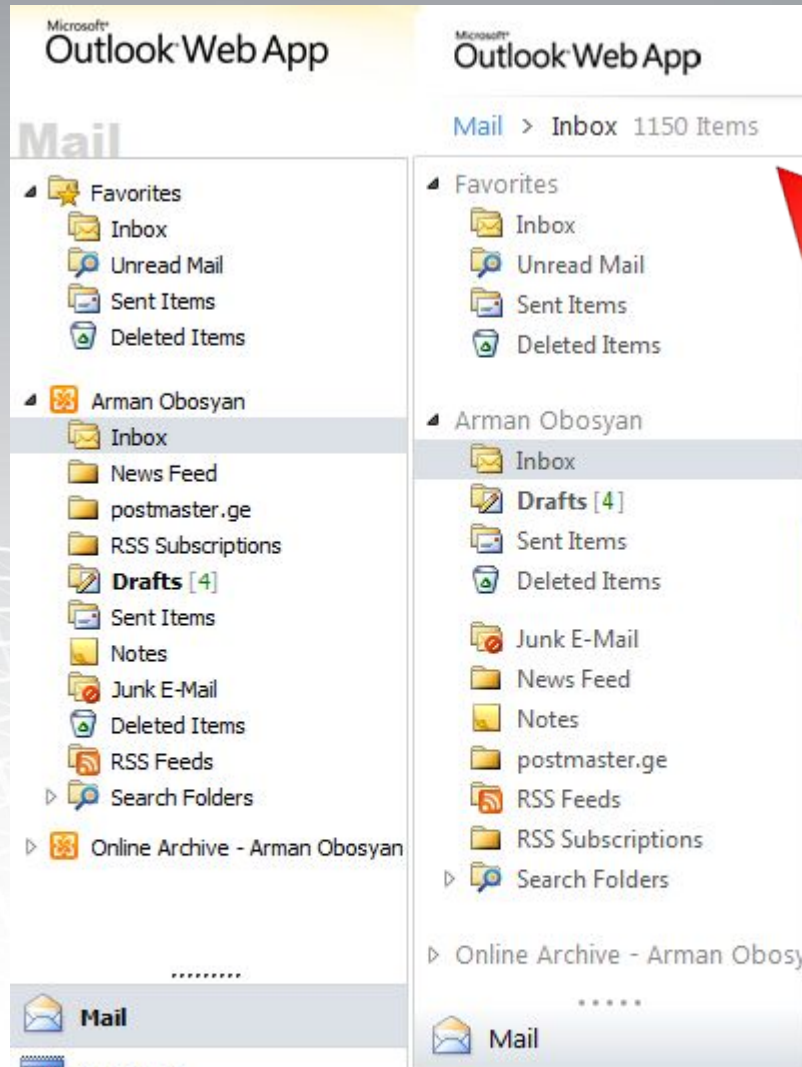 Microsoft®
Outlook Web App
Mail
Favorites
Inbox
Unread Mail
Sent Items
Deleted Items
Arman Obosyan
Inbox
News Feed
postmaster.ge
RSS Subscriptions
Drafts [4]
Sent Items
Notes
Junk E-Mail
Deleted Items
RSS Feeds
Search Folders
Online Archive - Arman Obosyan
Mail
Microsoft®
Outlook Web App
Mail > Inbox 1150 Items
Favorites
Inbox
Unread Mail
Sent Items
Deleted Items
Arman Obosyan
Inbox
Drafts [4]
Sent Items
Deleted Items
Junk E-Mail
News Feed
Notes
postmaster.ge
RSS Feeds
RSS Subscriptions
Search Folders
Online Archive - Arman Obosy
Mail